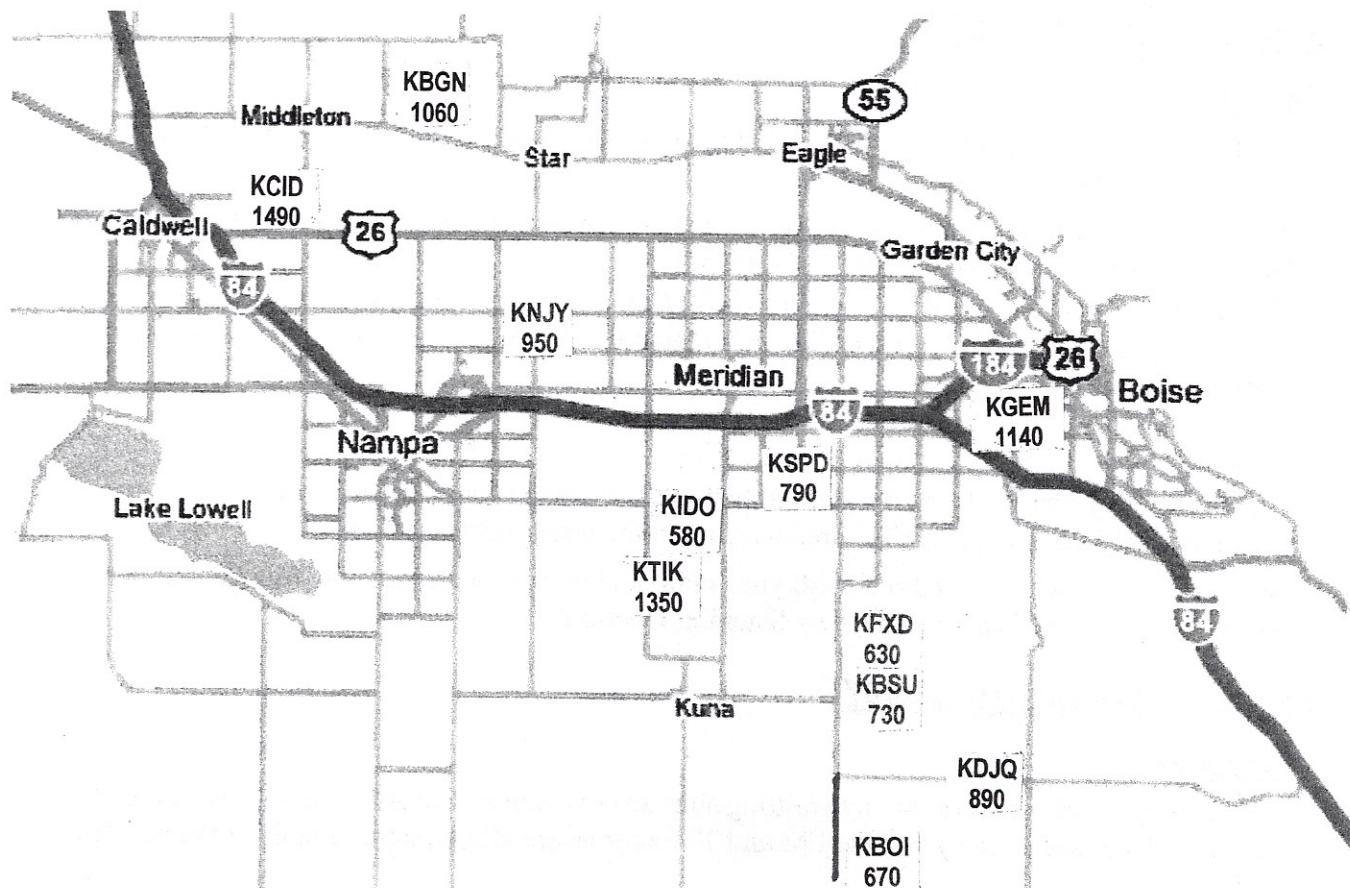 KBGN
1060
55
Middleton
Star
Eagle
KCID
1490
Caldwell
26
Garden City
84
KNJY
950
184
26
Meridian
Boise
84
KGEM
1140
Nampa
KSPD
790
Lake Lowell
KIDO
580
KTIK
1350
84
KFXD
630
KBSU
730
Kuna
KDJQ
890
KBOI
670